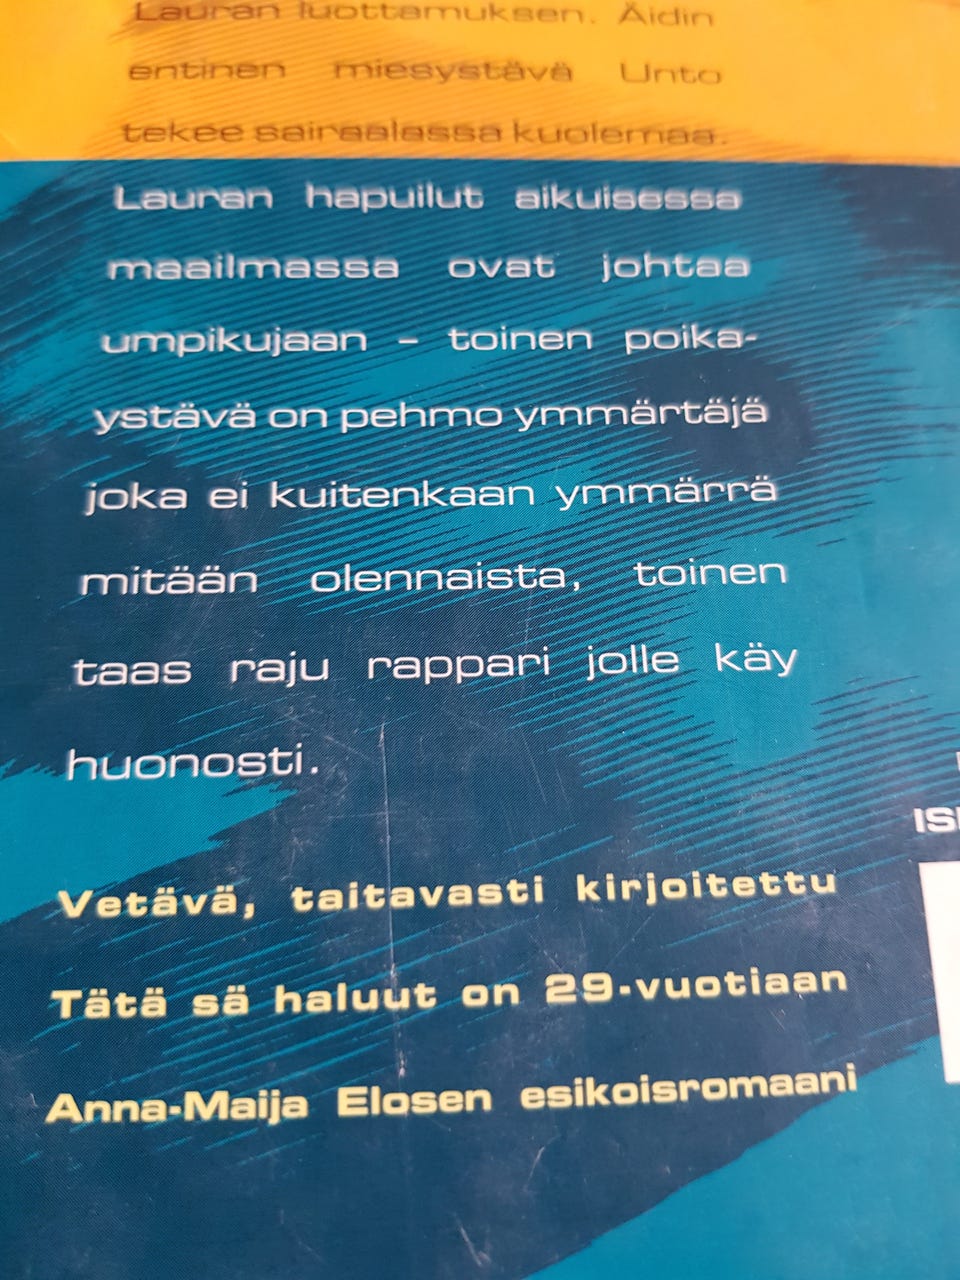 Lauran luottamuksen. Äidin
entinen miesystävä Unto
tekee sairaalassa kuolemaa.
Lauran hapuilut aikuisessa
maailmassa ovat johtaa
umpikujaan – toinen poika-
ystävä on pehmo ymmärtäjä
joka ei kuitenkaan ymmärrä
mitään olennaista, toinen
taas raju rappari jolle käy
huonosti.
Vetävä, taitavasti kirjoitettu
Tätä sä haluut on 29-vuotiaan
Anna-Maija Elosen esikoisromaani